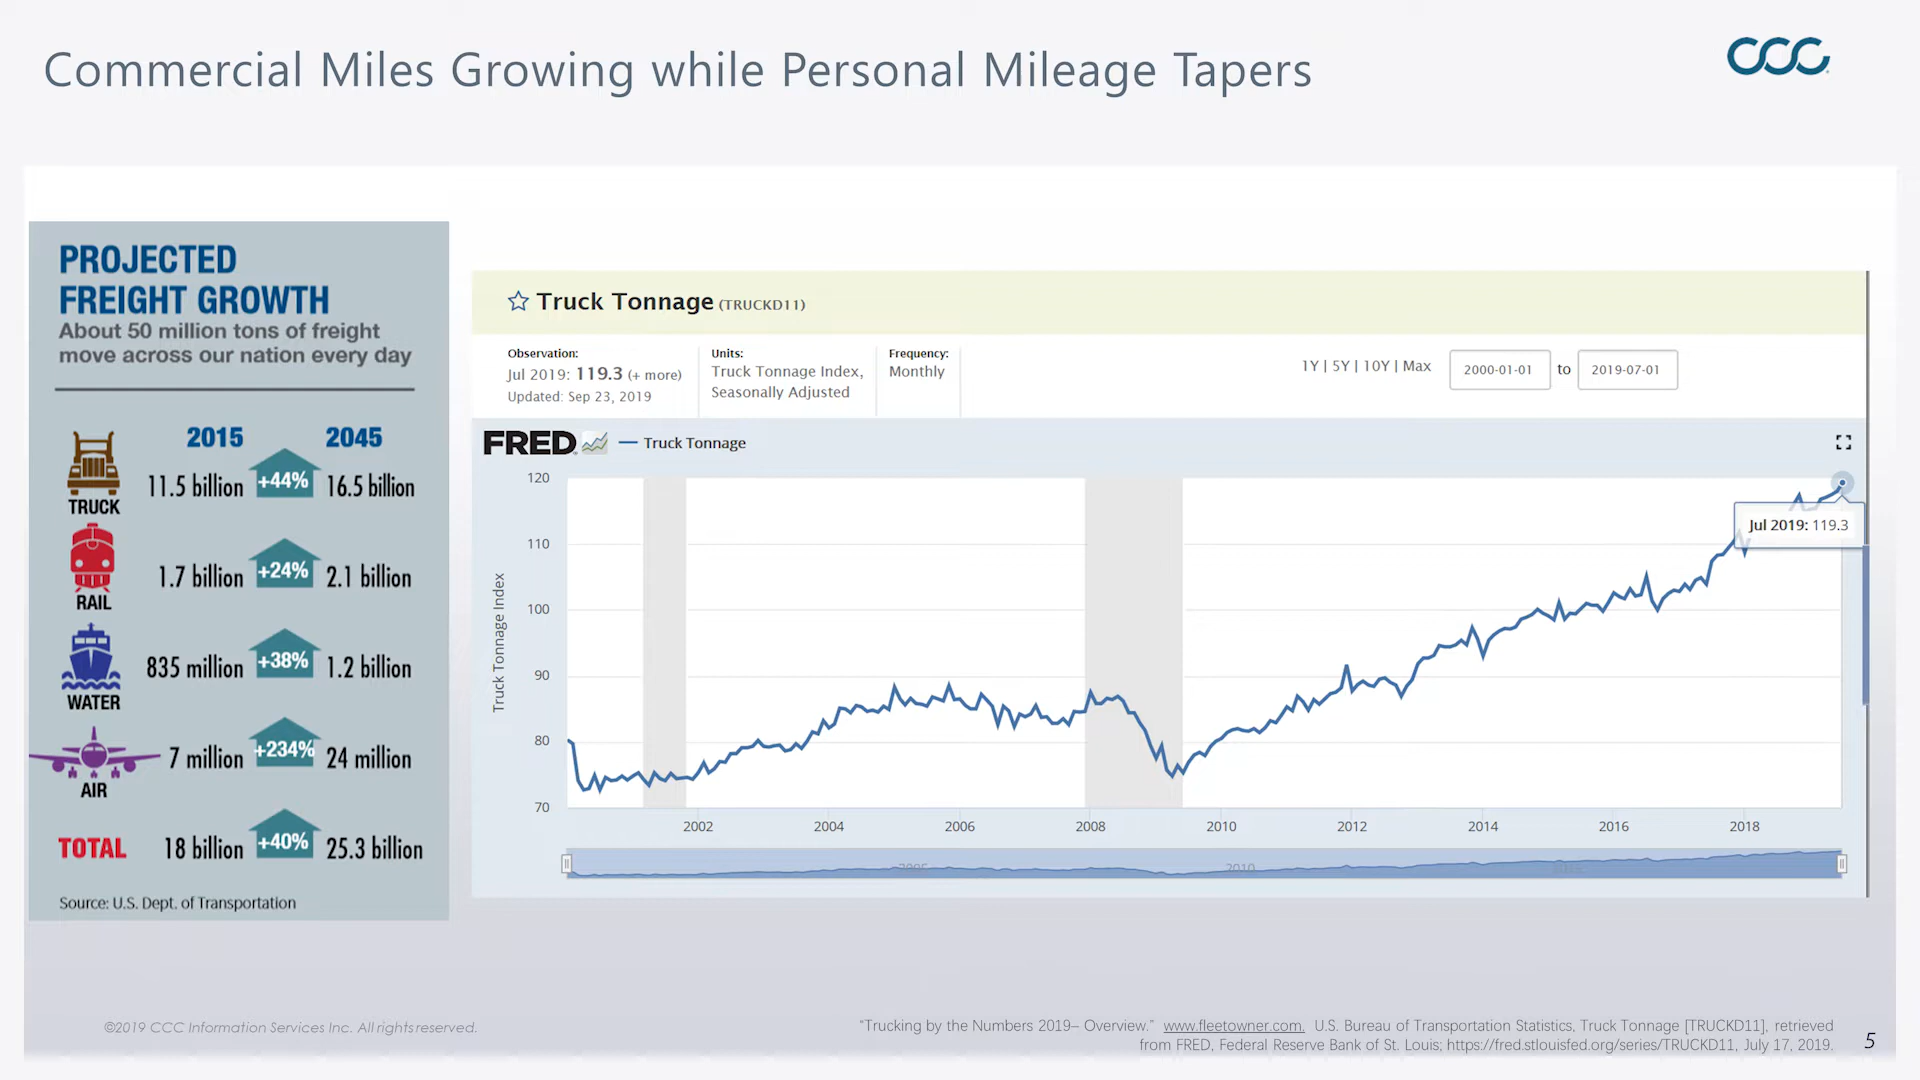 Commercial Miles Growing while Personal Mileage Tapers
CCC
PROJECTED
FREIGHT GROWTH
About 50 million tons of freight
move across our nation every day
2015 2045
TRUCK 11.5 billion +44% 16.5 billion
RAIL 1.7 billion +24% 2.1 billion
WATER 835 million +38% 1.2 billion
AIR 7 million +234% 24 million
TOTAL 18 billion +40% 25.3 billion
Source: U.S. Dept. of Transportation
Truck Tonnage (TRUCKD11)
Observation:
Jul 2019: 119.3 (+ more)
Updated: Sep 23, 2019
Units:
Truck Tonnage Index,
Seasonally Adjusted
Frequency:
Monthly
1Y | 5Y | 10Y | Max 2000-01-01 to 2019-07-01
FRED — Truck Tonnage
Truck Tonnage Index
120
110
100
90
80
70
Jul 2019: 119.3
2002 2004 2006 2008 2010 2012 2014 2016 2018
2005 2010
©2019 CCC Information Services Inc. All rights reserved.
“Trucking by the Numbers 2019– Overview.” www.fleetowner.com. U.S. Bureau of Transportation Statistics, Truck Tonnage [TRUCKD11], retrieved
from FRED, Federal Reserve Bank of St. Louis; https://fred.stlouisfed.org/series/TRUCKD11, July 17, 2019.
5